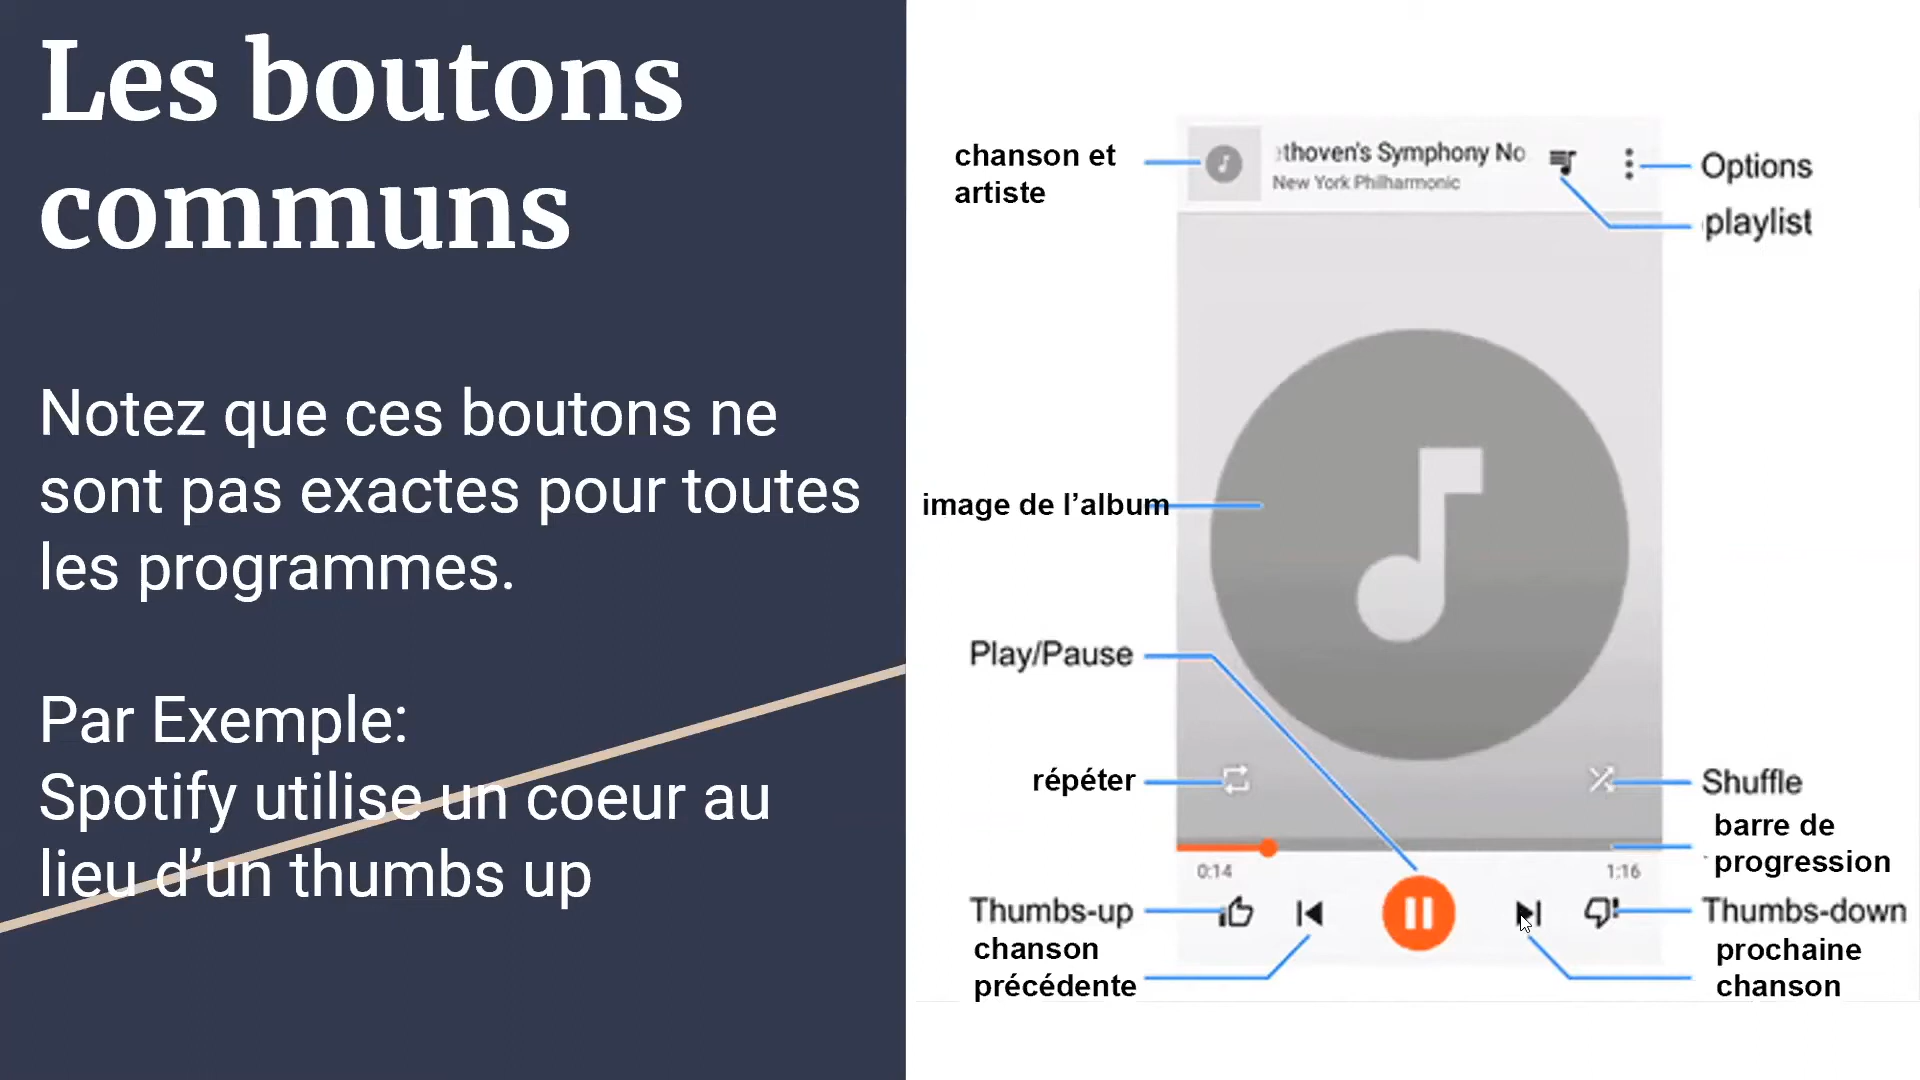 Les boutons
communs
Notez que ces boutons ne
sont pas exactes pour toutes
les programmes.
Par Exemple:
Spotify utilise un coeur au
lieu d’un thumbs up
chanson et
artiste
thoven's Symphony No
New York Philharmonic
Options
playlist
image de l’album
Play/Pause
répéter
Shuffle
barre de
progression
0:14
1:16
Thumbs-up
Thumbs-down
chanson
précédente
prochaine
chanson